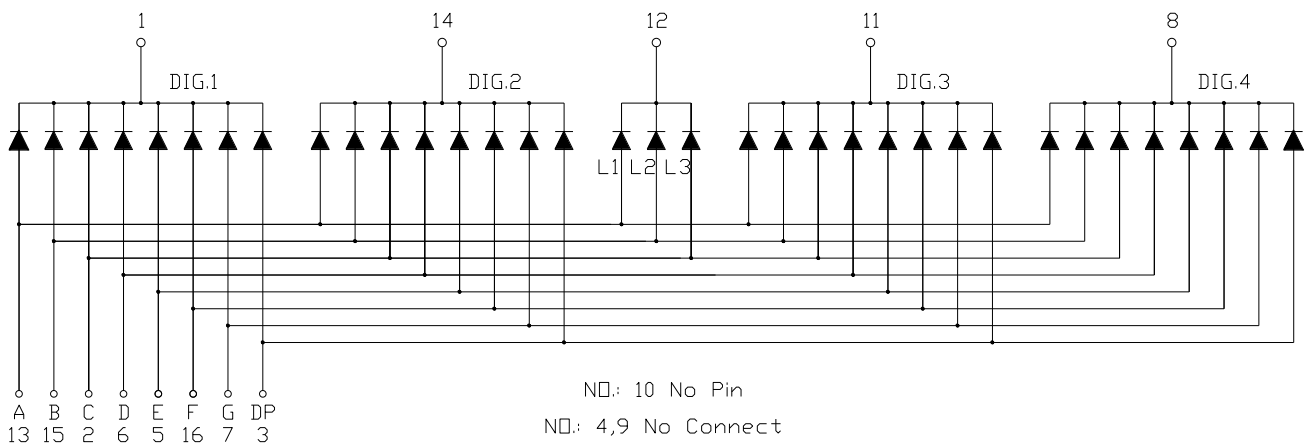 1 14 12 11 8
DIG.1 DIG.2 DIG.3 DIG.4
L1 L2 L3
NO.: 10 No Pin
A B C D E F G DP
NO.: 4,9 No Connect
13 15 2 6 5 16 7 3